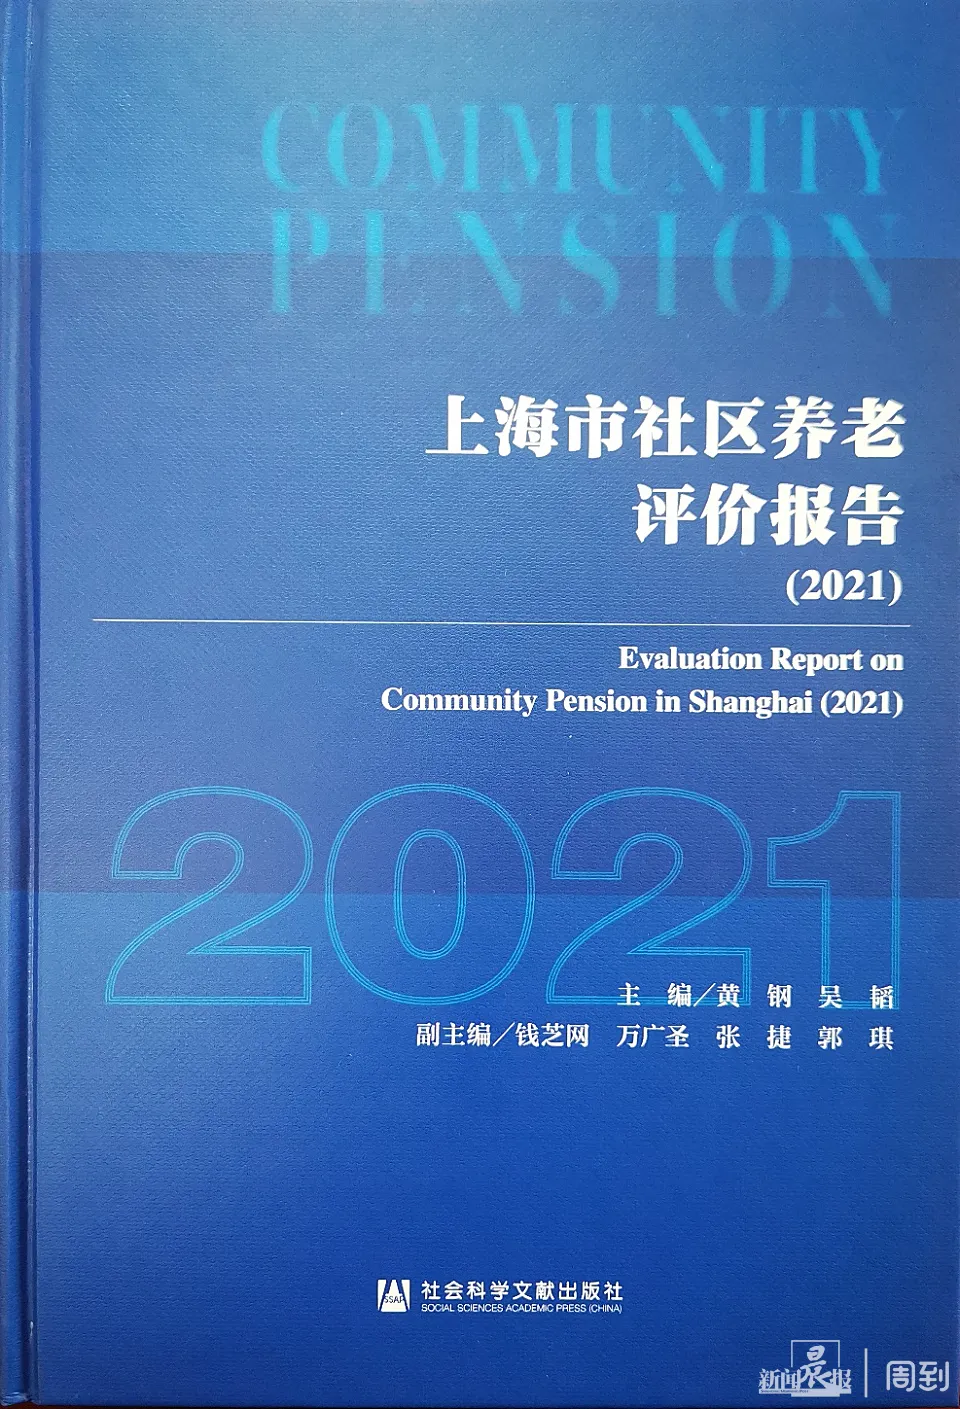 COMMUNITY
PENSION
上海市社区养老
评价报告
(2021)
Evaluation Report on
Community Pension in Shanghai (2021)
2021
主 编／黄 钢 吴 韬
副主编／钱芝网 万广圣 张 捷 郭 琪
SSAP
社会科学文献出版社
SOCIAL SCIENCES ACADEMIC PRESS (CHINA)
新闻晨报 | 周到